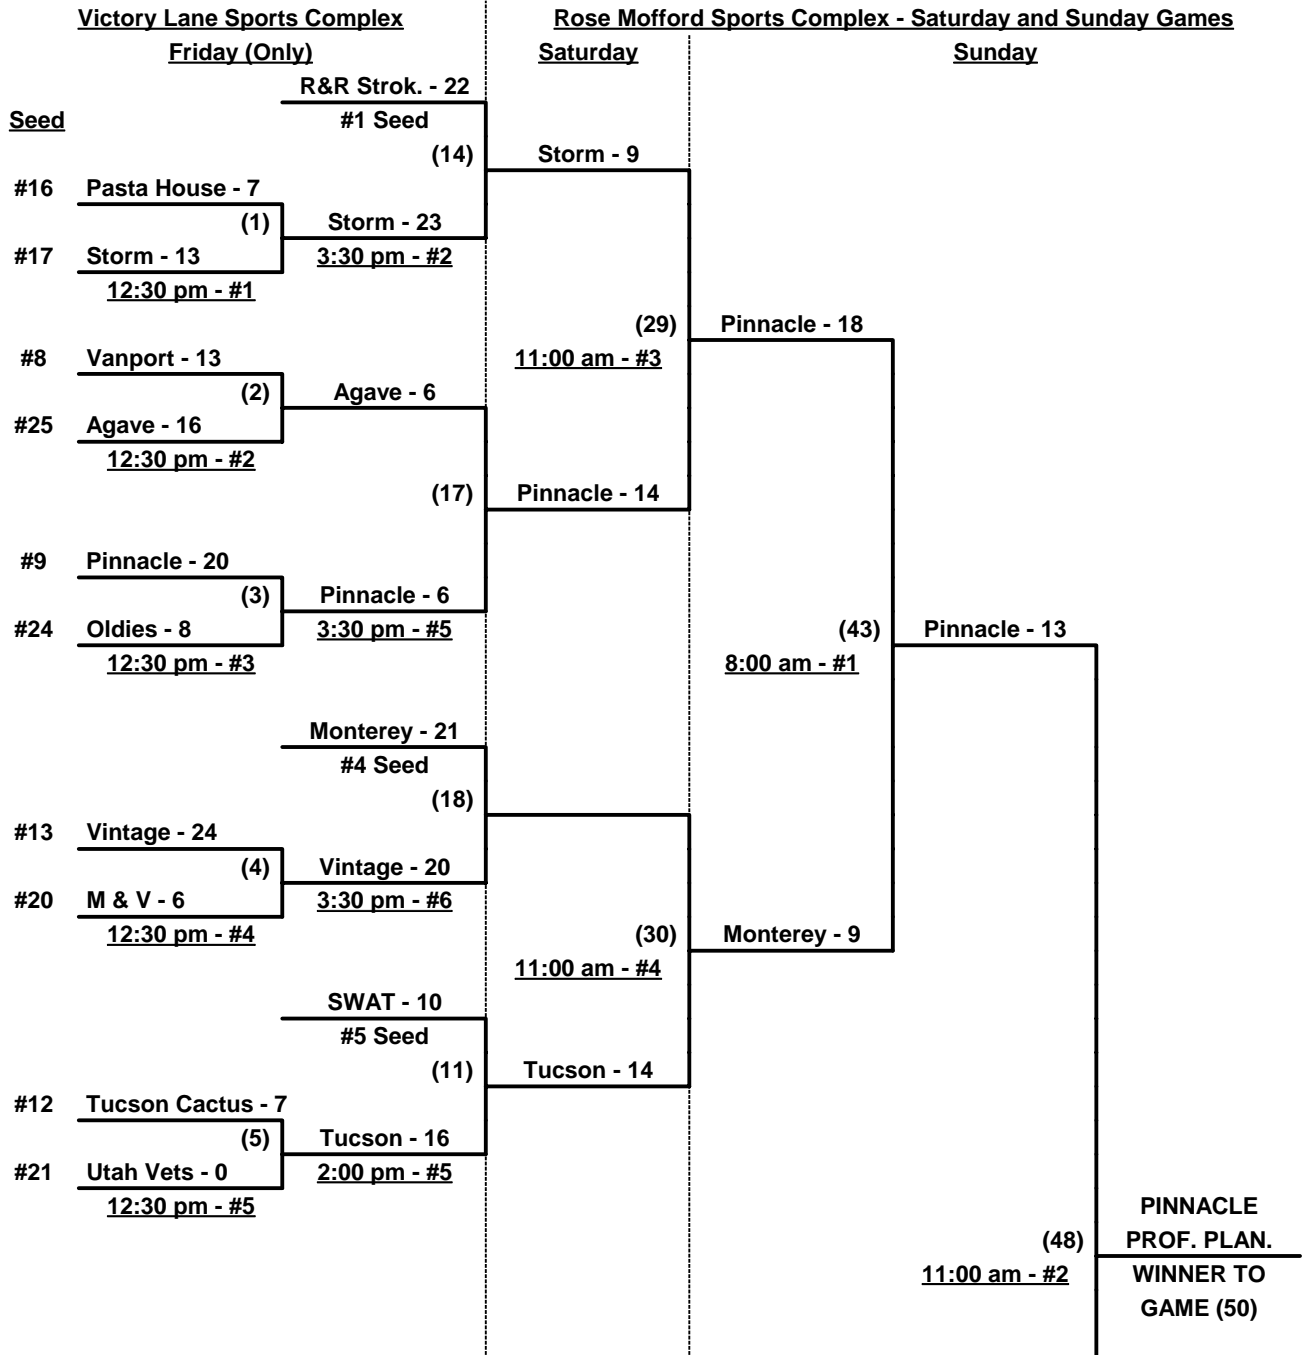 Victory Lane Sports Complex
Rose Mofford Sports Complex - Saturday and Sunday Games
Friday (Only)
Saturday
Sunday
R&R Strok. - 22
Seed
#1 Seed
(14)
Storm - 9
#16
Pasta House - 7
(1)
Storm - 23
#17
Storm - 13
3:30 pm - #2
12:30 pm - #1
(29)
Pinnacle - 18
#8
Vanport - 13
11:00 am - #3
(2)
Agave - 6
#25
Agave - 16
12:30 pm - #2
(17)
Pinnacle - 14
#9
Pinnacle - 20
(3)
Pinnacle - 6
#24
Oldies - 8
3:30 pm - #5
(43)
Pinnacle - 13
12:30 pm - #3
8:00 am - #1
Monterey - 21
#4 Seed
(18)
#13
Vintage - 24
(4)
Vintage - 20
#20
M & V - 6
3:30 pm - #6
12:30 pm - #4
(30)
Monterey - 9
11:00 am - #4
SWAT - 10
#5 Seed
(11)
Tucson - 14
#12
Tucson Cactus - 7
(5)
Tucson - 16
#21
Utah Vets - 0
2:00 pm - #5
12:30 pm - #5
PINNACLE
(48)
PROF. PLAN.
11:00 am - #2
WINNER TO
GAME (50)